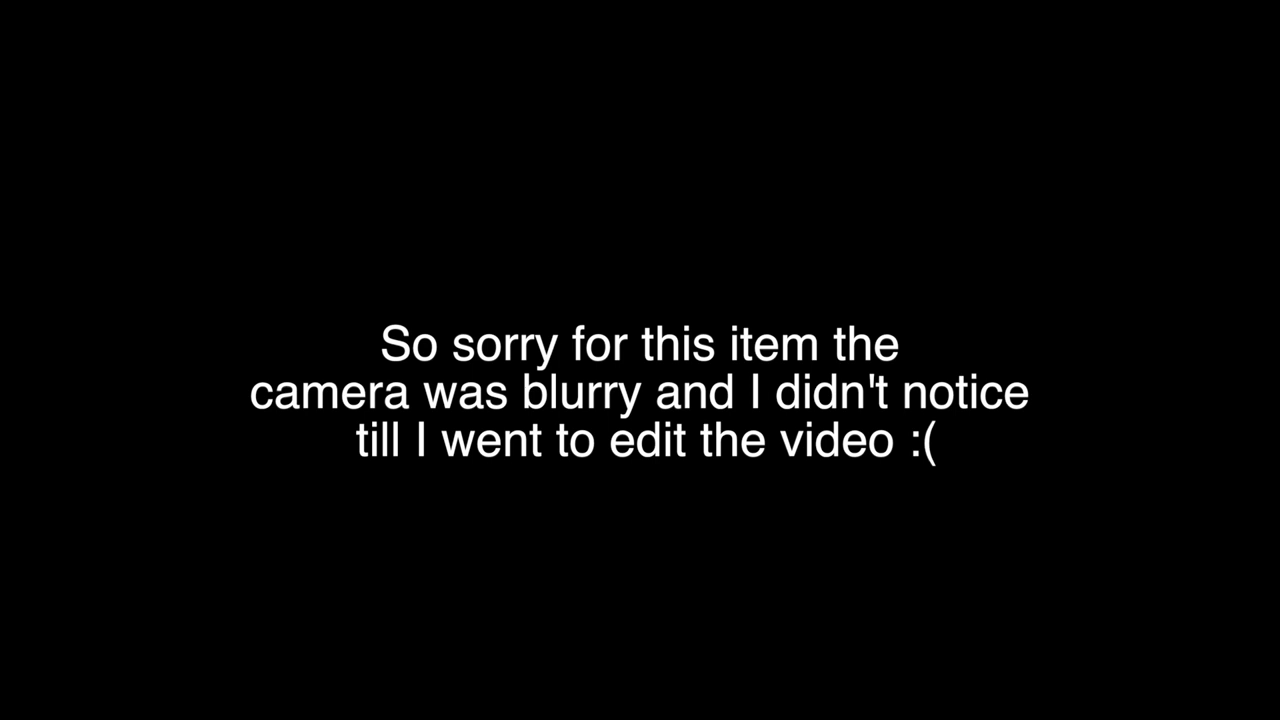 So sorry for this item the
camera was blurry and I didn't notice
till I went to edit the video :(